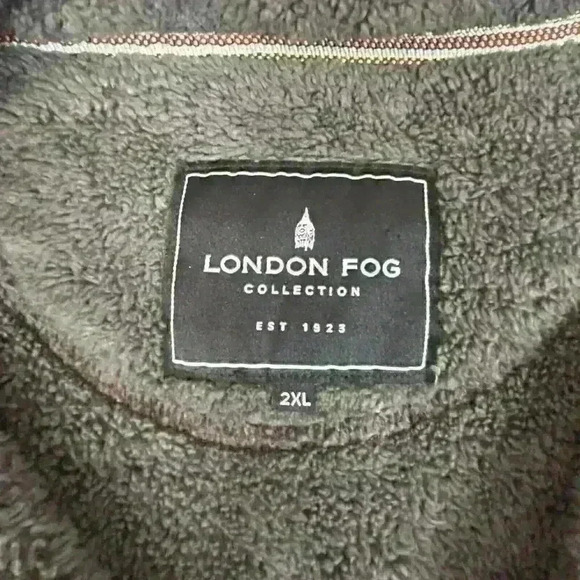 LONDON FOG
COLLECTION
EST 1923
2XL